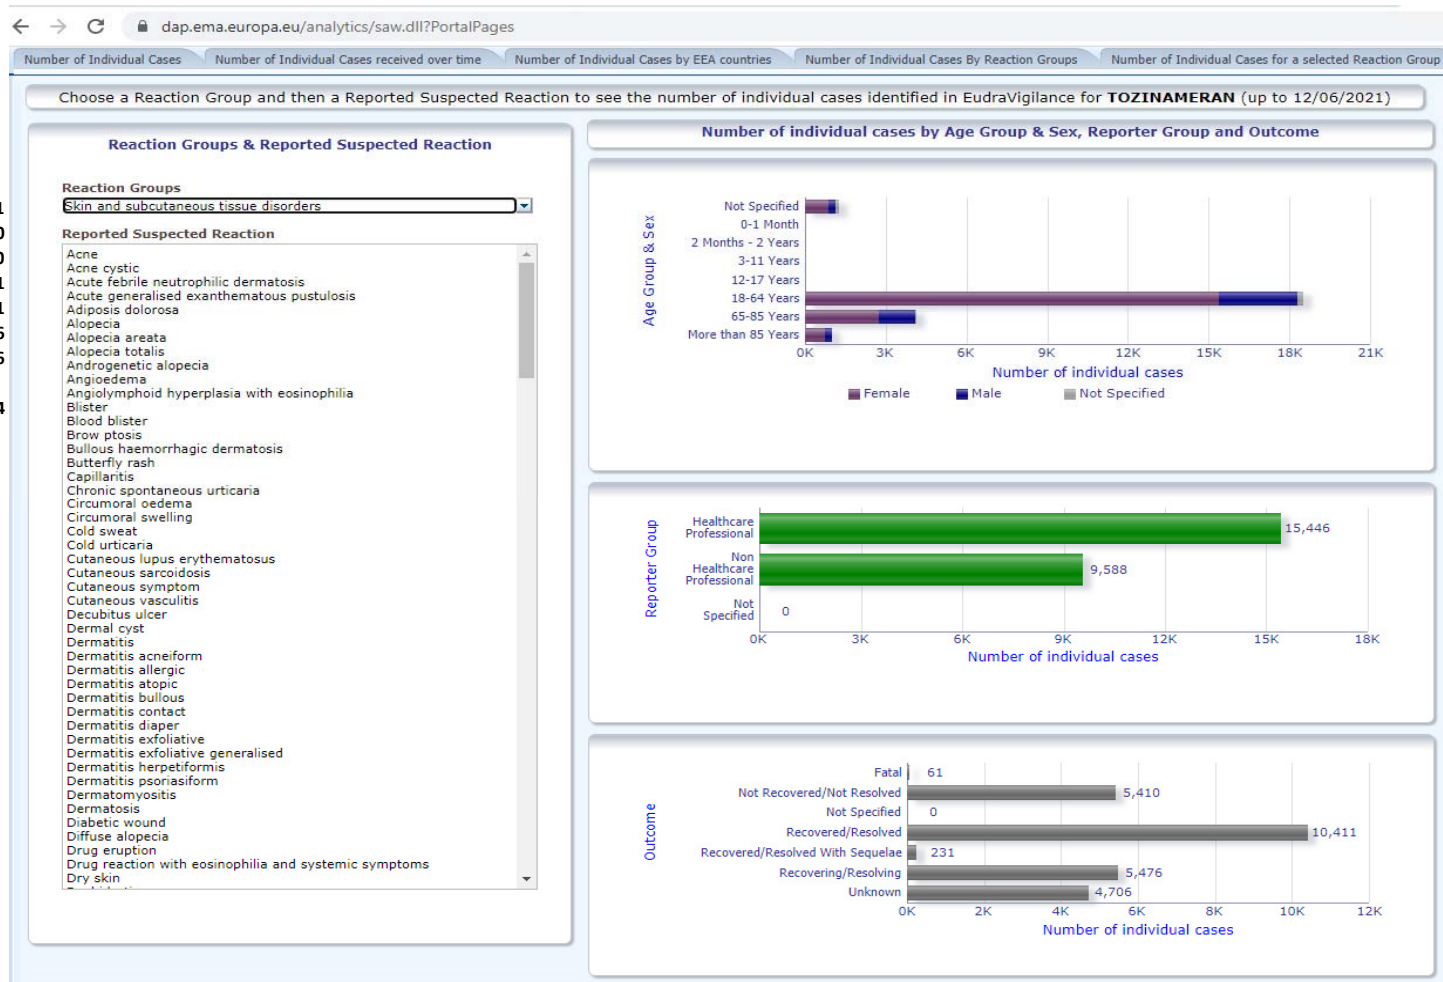 dap.ema.europa.eu/analytics/saw.dll?PortalPages
Number of Individual Cases
Number of Individual Cases received over time
Number of Individual Cases by EEA countries
Number of Individual Cases By Reaction Groups
Number of Individual Cases for a selected Reaction Group
Choose a Reaction Group and then a Reported Suspected Reaction to see the number of individual cases identified in EudraVigilance for TOZINAMERAN (up to 12/06/2021)
Reaction Groups & Reported Suspected Reaction
Reaction Groups
Skin and subcutaneous tissue disorders
Reported Suspected Reaction
Acne
Acne cystic
Acute febrile neutrophilic dermatosis
Acute generalised exanthematous pustulosis
Adiposis dolorosa
Alopecia
Alopecia areata
Alopecia totalis
Androgenetic alopecia
Angioedema
Angiolymphoid hyperplasia with eosinophilia
Blister
Blood blister
Brow ptosis
Bullous haemorrhagic dermatosis
Butterfly rash
Capillaritis
Chronic spontaneous urticaria
Circumoral oedema
Circumoral swelling
Cold sweat
Cold urticaria
Cutaneous lupus erythematosus
Cutaneous sarcoidosis
Cutaneous symptom
Cutaneous vasculitis
Decubitus ulcer
Dermal cyst
Dermatitis
Dermatitis acneiform
Dermatitis allergic
Dermatitis atopic
Dermatitis bullous
Dermatitis contact
Dermatitis diaper
Dermatitis exfoliative
Dermatitis exfoliative generalised
Dermatitis herpetiformis
Dermatitis psoriasiform
Dermatomyositis
Dermatosis
Diabetic wound
Diffuse alopecia
Drug eruption
Drug reaction with eosinophilia and systemic symptoms
Dry skin
Number of individual cases by Age Group & Sex, Reporter Group and Outcome
Age Group & Sex
Not Specified
0-1 Month
2 Months - 2 Years
3-11 Years
12-17 Years
18-64 Years
65-85 Years
More than 85 Years
0K 3K 6K 9K 12K 15K 18K 21K
Number of individual cases
Female Male Not Specified
Reporter Group
Healthcare
Professional
15,446
Non
Healthcare
Professional
9,588
Not
Specified
0
0K 3K 6K 9K 12K 15K 18K
Number of individual cases
Outcome
Fatal 61
Not Recovered/Not Resolved 5,410
Not Specified 0
Recovered/Resolved 10,411
Recovered/Resolved With Sequelae 231
Recovering/Resolving 5,476
Unknown 4,706
0K 2K 4K 6K 8K 10K 12K
Number of individual cases